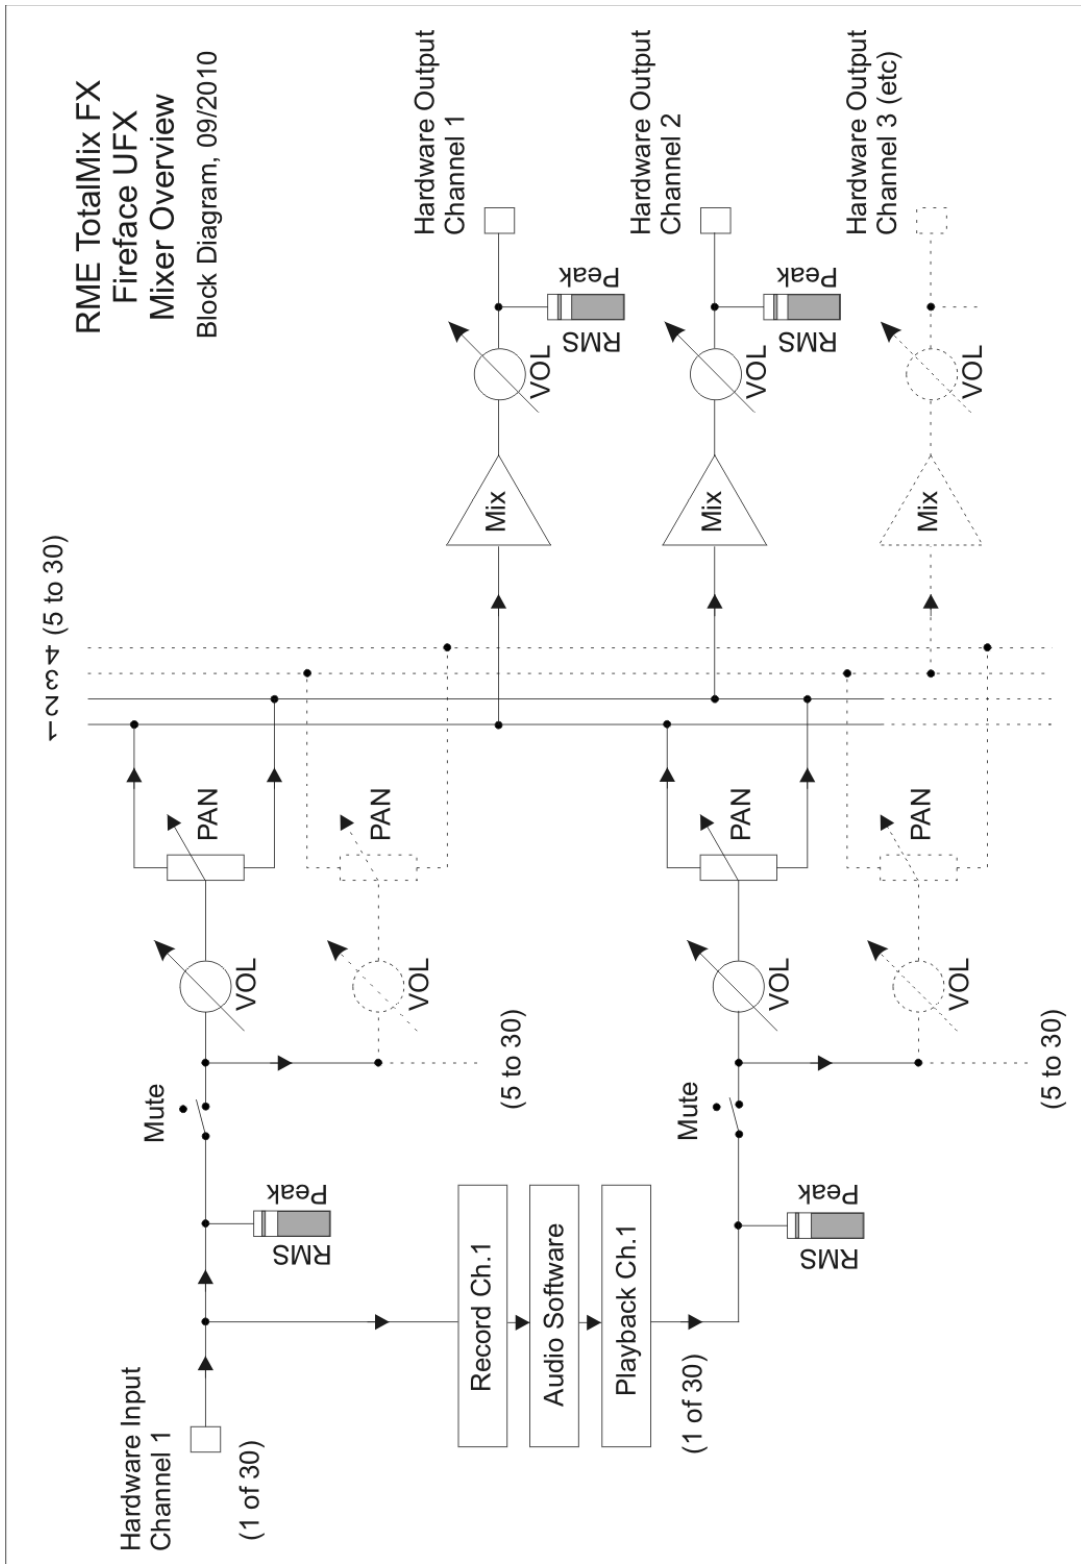 RME TotalMix FX
Fireface UFX
Mixer Overview
Block Diagram, 09/2010
Hardware Input
Channel 1
(1 of 30)
RMS
Peak
Mute
VOL
PAN
VOL
PAN
(5 to 30)
1 2 3 4 (5 to 30)
Record Ch.1
Audio Software
Playback Ch.1
(1 of 30)
RMS
Peak
Mute
VOL
PAN
VOL
PAN
(5 to 30)
Mix
VOL
RMS
Peak
Hardware Output
Channel 1
Mix
VOL
RMS
Peak
Hardware Output
Channel 2
Mix
VOL
Hardware Output
Channel 3 (etc)